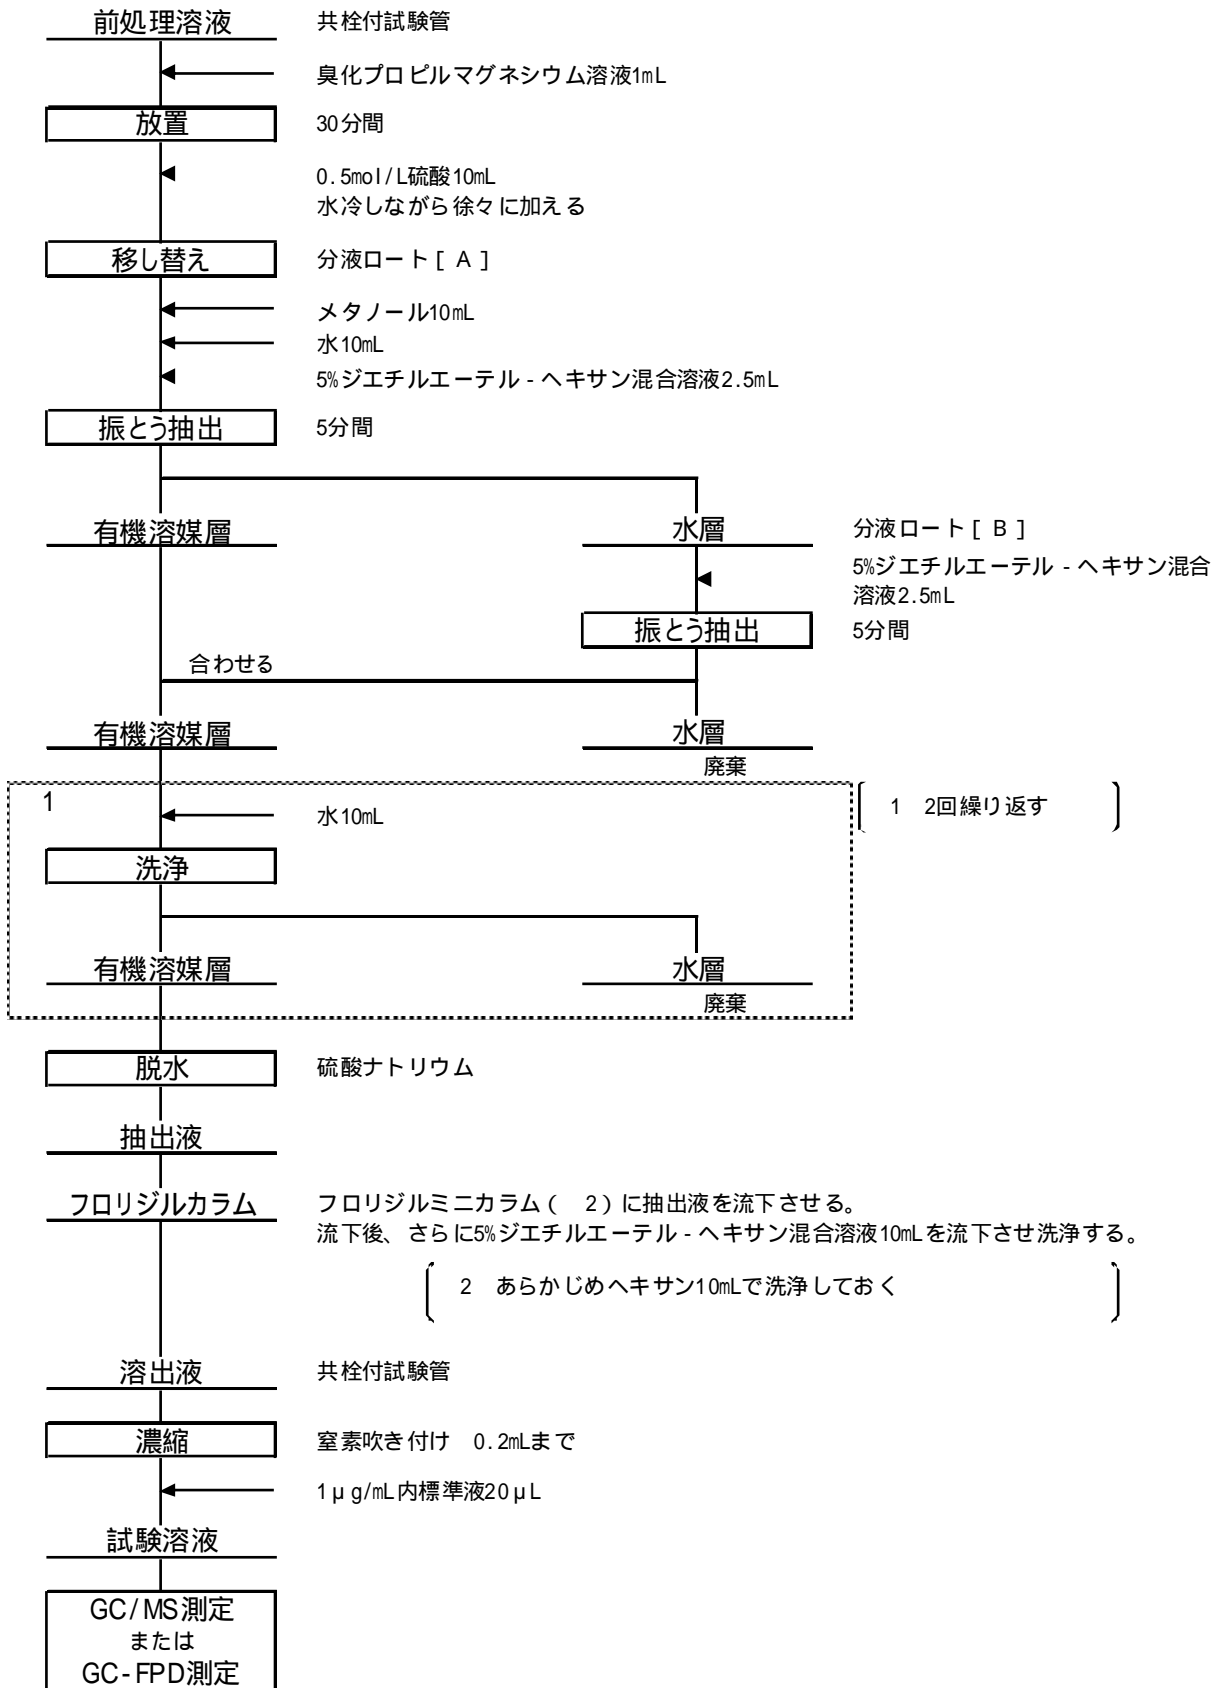 前処理溶液
共栓付試験管
臭化プロピルマグネシウム溶液1mL
放置
30分間
0.5mol/L硫酸10mL
水冷しながら徐々に加える
移し替え
分液ロート[ A ]
メタノール10mL
水10mL
5%ジエチルエーテル-ヘキサン混合溶液2.5mL
振とう抽出
5分間
有機溶媒層
水層
分液ロート[ B ]
5%ジエチルエーテル-ヘキサン混合
溶液2.5mL
振とう抽出
5分間
合わせる
有機溶媒層
水層
廃棄
1
水10mL
1 2回繰り返す
洗浄
有機溶媒層
水層
廃棄
脱水
硫酸ナトリウム
抽出液
フロリジルカラム
フロリジルミニカラム( 2)に抽出液を流下させる。
流下後、さらに5%ジエチルエーテル-ヘキサン混合溶液10mLを流下させ洗浄する。
2 あらかじめヘキサン10mLで洗浄しておく
溶出液
共栓付試験管
濃縮
窒素吹き付け 0.2mLまで
1μg/mL内標準液20μL
試験溶液
GC/MS測定
または
GC-FPD測定